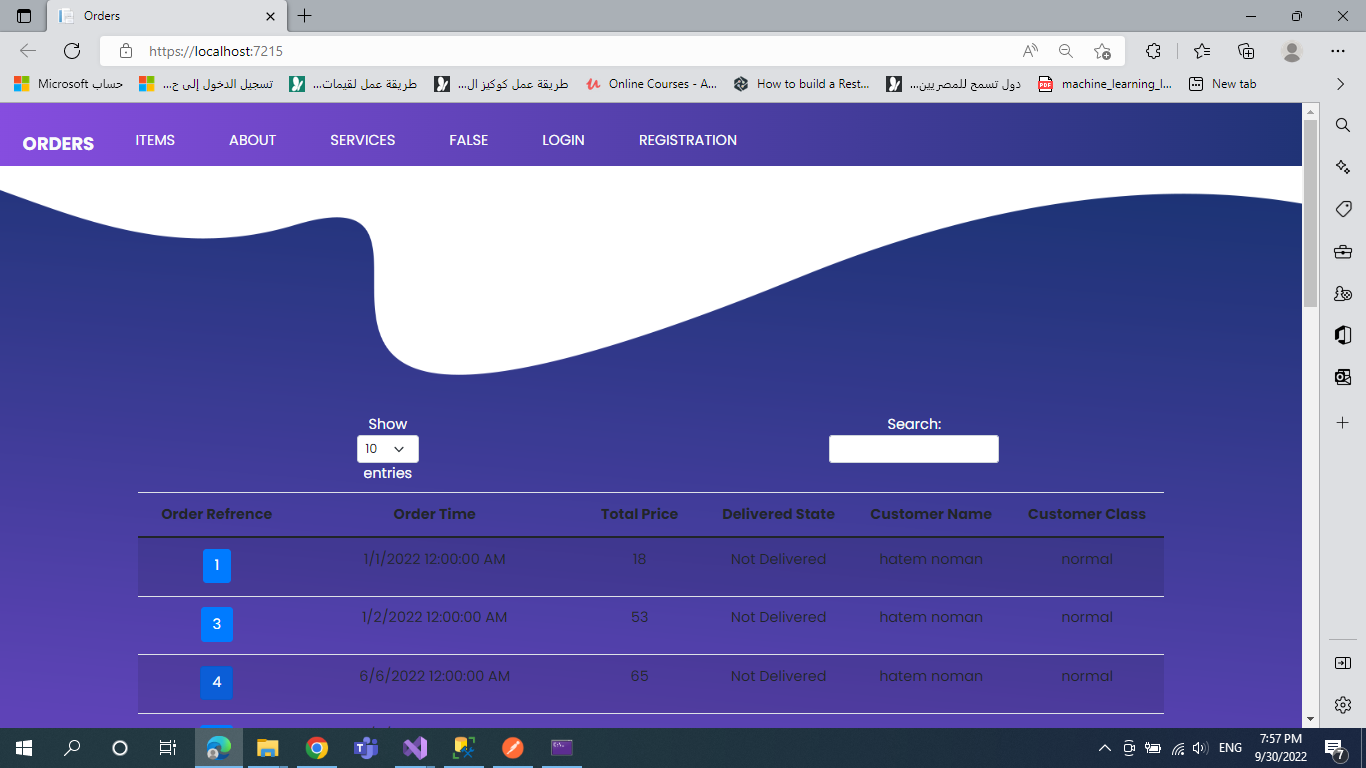 Orders
https://localhost:7215
Microsoft حساب
تسجيل الدخول إلى ح...
طريقة عمل لقيمات...
طريقة عمل كوكيز ال...
Online Courses - A...
How to build a Rest...
دول تسمح للمصريين...
machine_learning_l...
New tab
ORDERS
ITEMS
ABOUT
SERVICES
FALSE
LOGIN
REGISTRATION
Show
10
entries
Search:
Order Refrence Order Time Total Price Delivered State Customer Name Customer Class
1 1/1/2022 12:00:00 AM 18 Not Delivered hatem noman normal
3 1/2/2022 12:00:00 AM 53 Not Delivered hatem noman normal
4 6/6/2022 12:00:00 AM 65 Not Delivered hatem noman normal
ENG
7:57 PM
9/30/2022
7